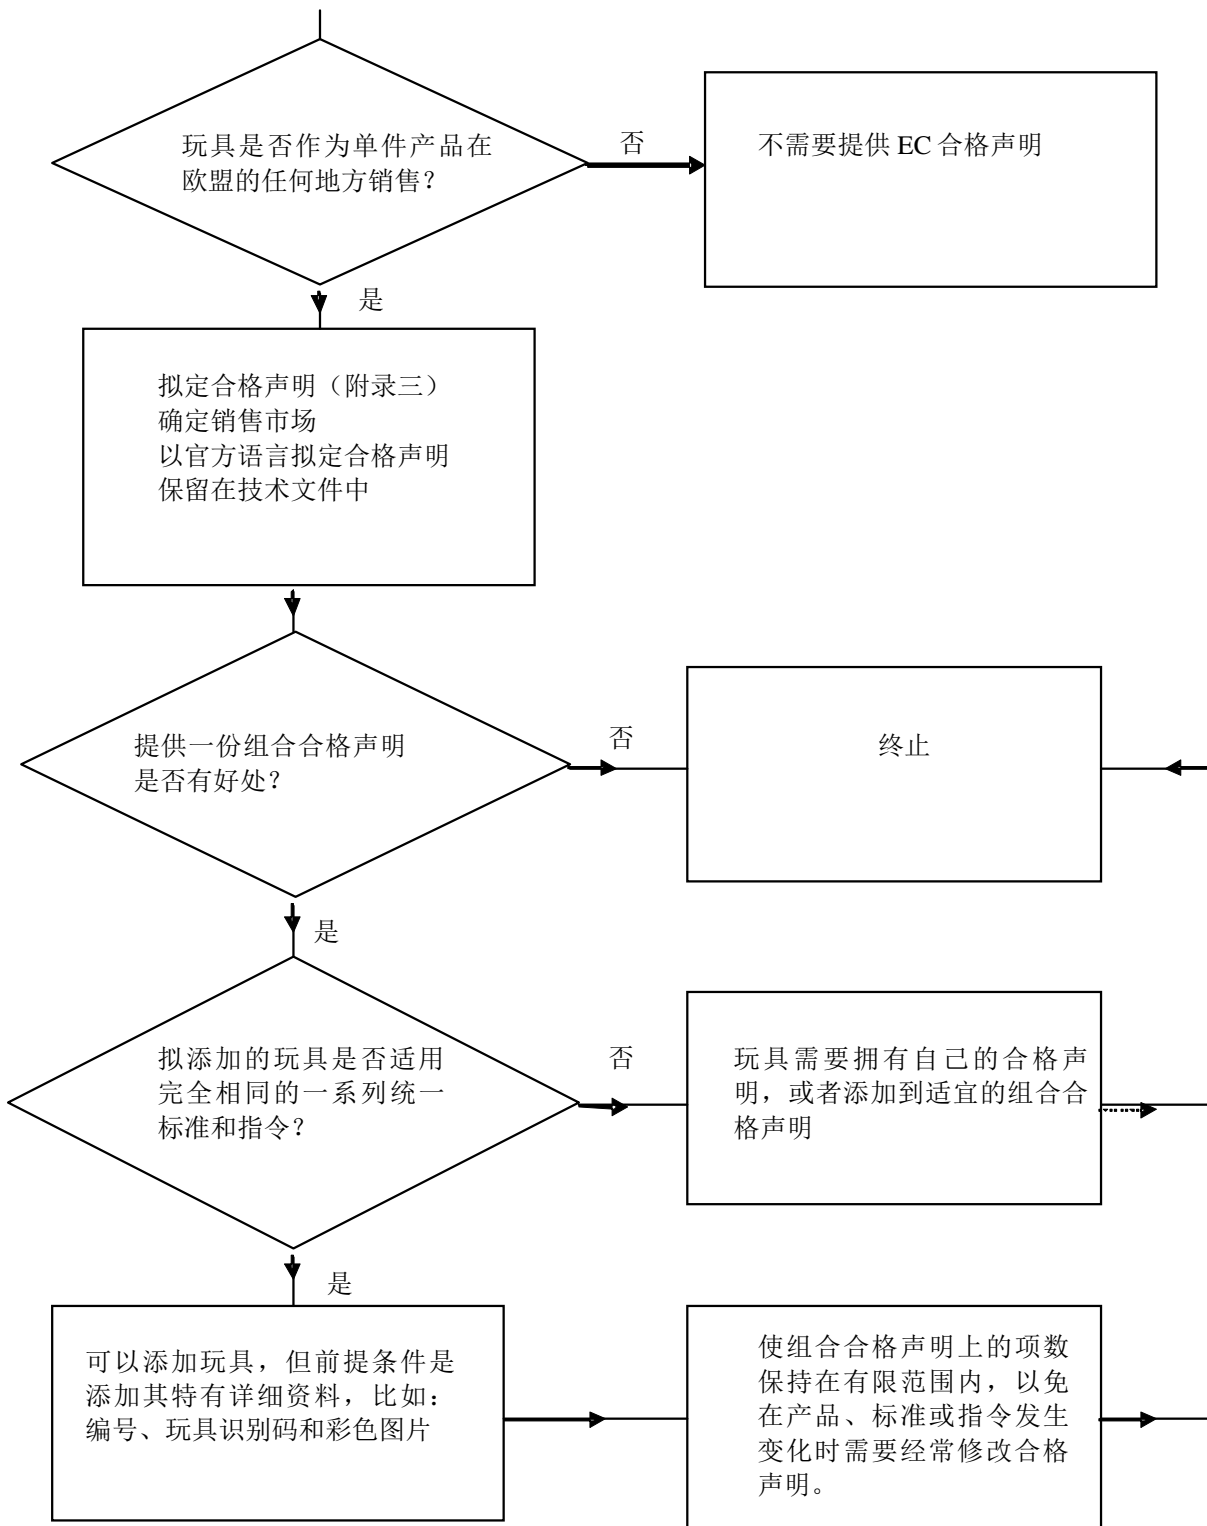 玩具是否作为单件产品在
欧盟的任何地方销售？
否
不需要提供 EC 合格声明
是
拟定合格声明（附录三）
确定销售市场
以官方语言拟定合格声明
保留在技术文件中
提供一份组合合格声明
是否有好处？
否
终止
是
拟添加的玩具是否适用
完全相同的一系列统一
标准和指令？
否
玩具需要拥有自己的合格声
明，或者添加到适宜的组合合
格声明
是
可以添加玩具，但前提条件是
添加其特有详细资料，比如：
编号、玩具识别码和彩色图片
使组合合格声明上的项数
保持在有限范围内，以免
在产品、标准或指令发生
变化时需要经常修改合格
声明。